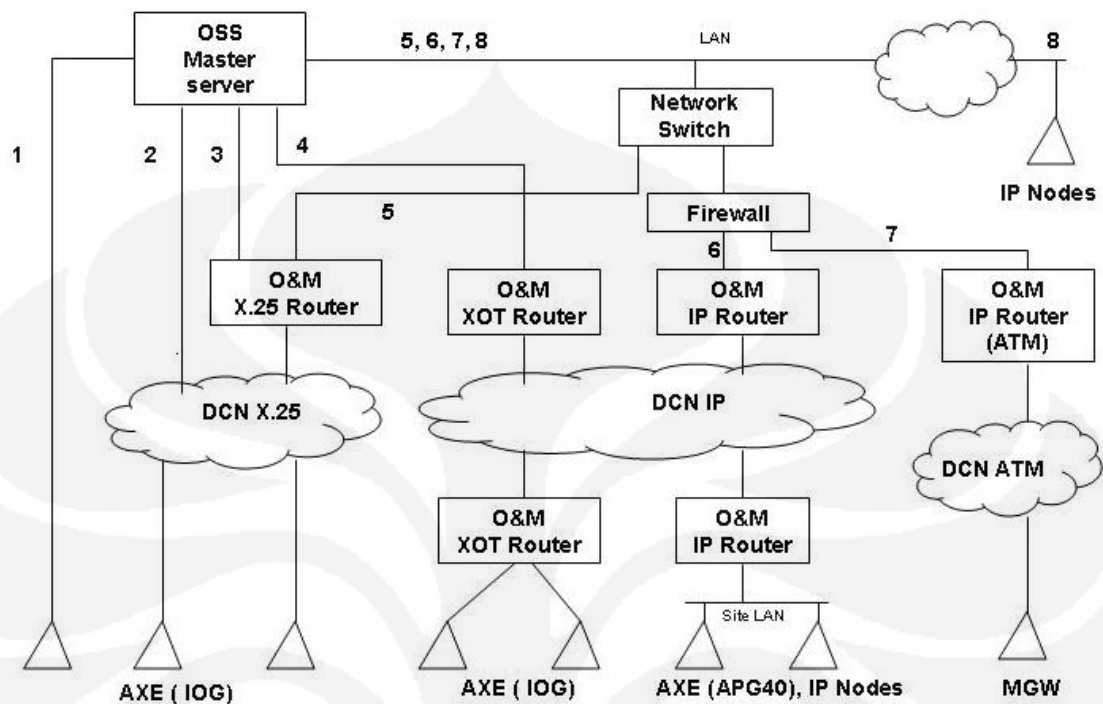 OSS
Master
server
5, 6, 7, 8
LAN
8
Network
Switch
1
2
3
4
IP Nodes
5
Firewall
6
7
O&M
X.25 Router
O&M
XOT Router
O&M
IP Router
O&M
IP Router
(ATM)
DCN X.25
DCN IP
DCN ATM
O&M
XOT Router
O&M
IP Router
Site LAN
AXE ( IOG)
AXE ( IOG)
AXE (APG40), IP Nodes
MGW